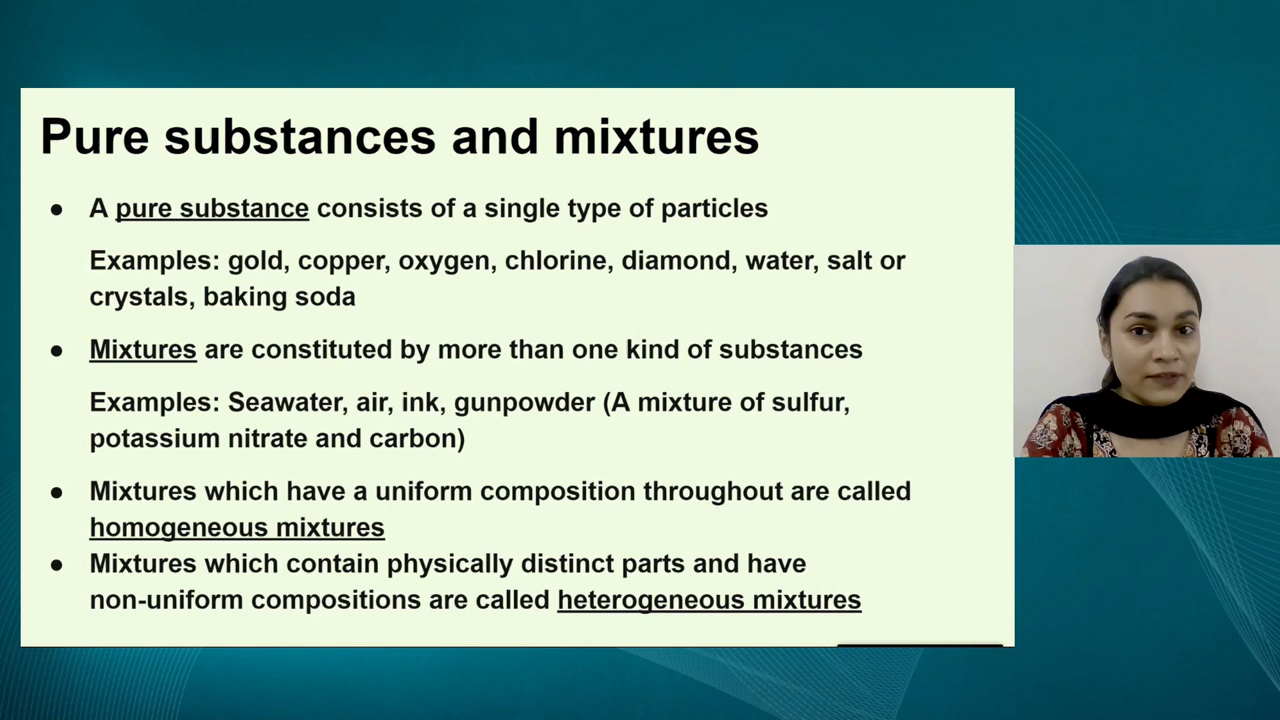 Pure substances and mixtures
● A pure substance consists of a single type of particles
Examples: gold, copper, oxygen, chlorine, diamond, water, salt or
crystals, baking soda
● Mixtures are constituted by more than one kind of substances
Examples: Seawater, air, ink, gunpowder (A mixture of sulfur,
potassium nitrate and carbon)
● Mixtures which have a uniform composition throughout are called
homogeneous mixtures
● Mixtures which contain physically distinct parts and have
non-uniform compositions are called heterogeneous mixtures